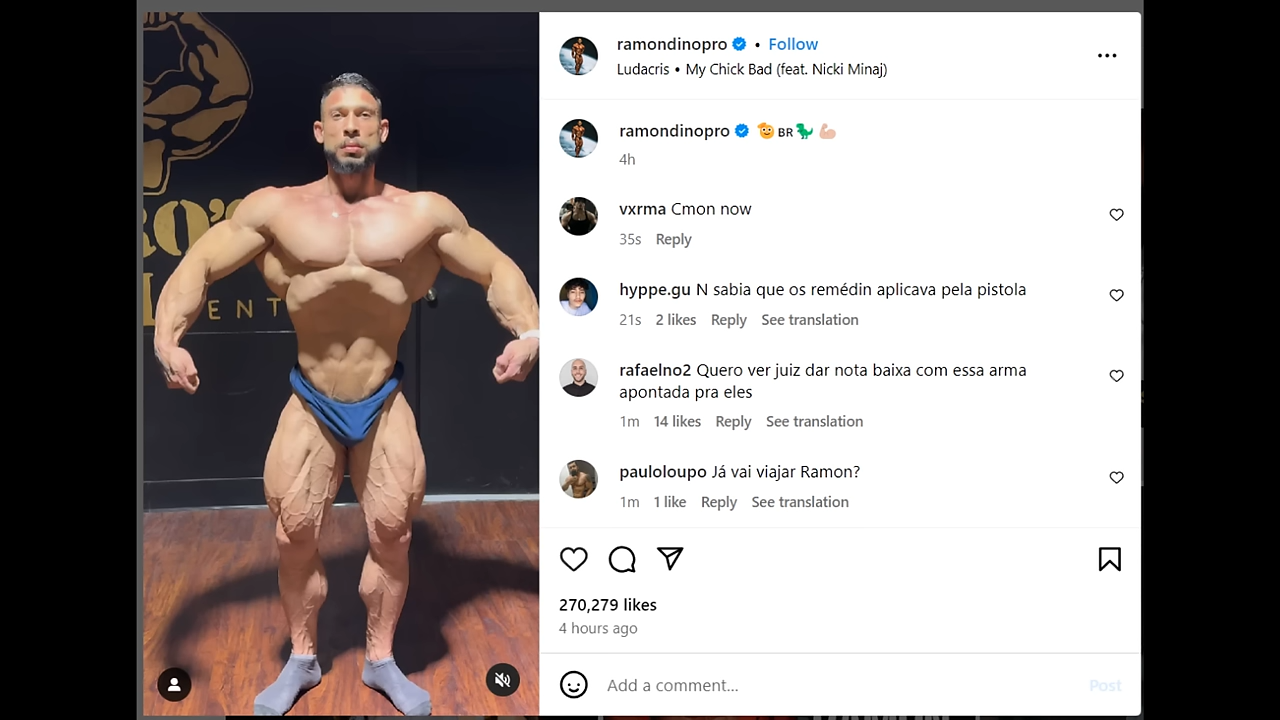 RO'S
ENT
ramondinopro • Follow
Ludacris • My Chick Bad (feat. Nicki Minaj)
ramondinopro 🫡 BR🦖💪🏼
4h
vxrma Cmon now
35s Reply
hyppe.gu N sabia que os remédin aplicava pela pistola
21s 2 likes Reply See translation
rafaelno2 Quero ver juiz dar nota baixa com essa arma
apontada pra eles
1m 14 likes Reply See translation
pauloloupo Já vai viajar Ramon?
1m 1 like Reply See translation
270,279 likes
4 hours ago
Add a comment...
Post